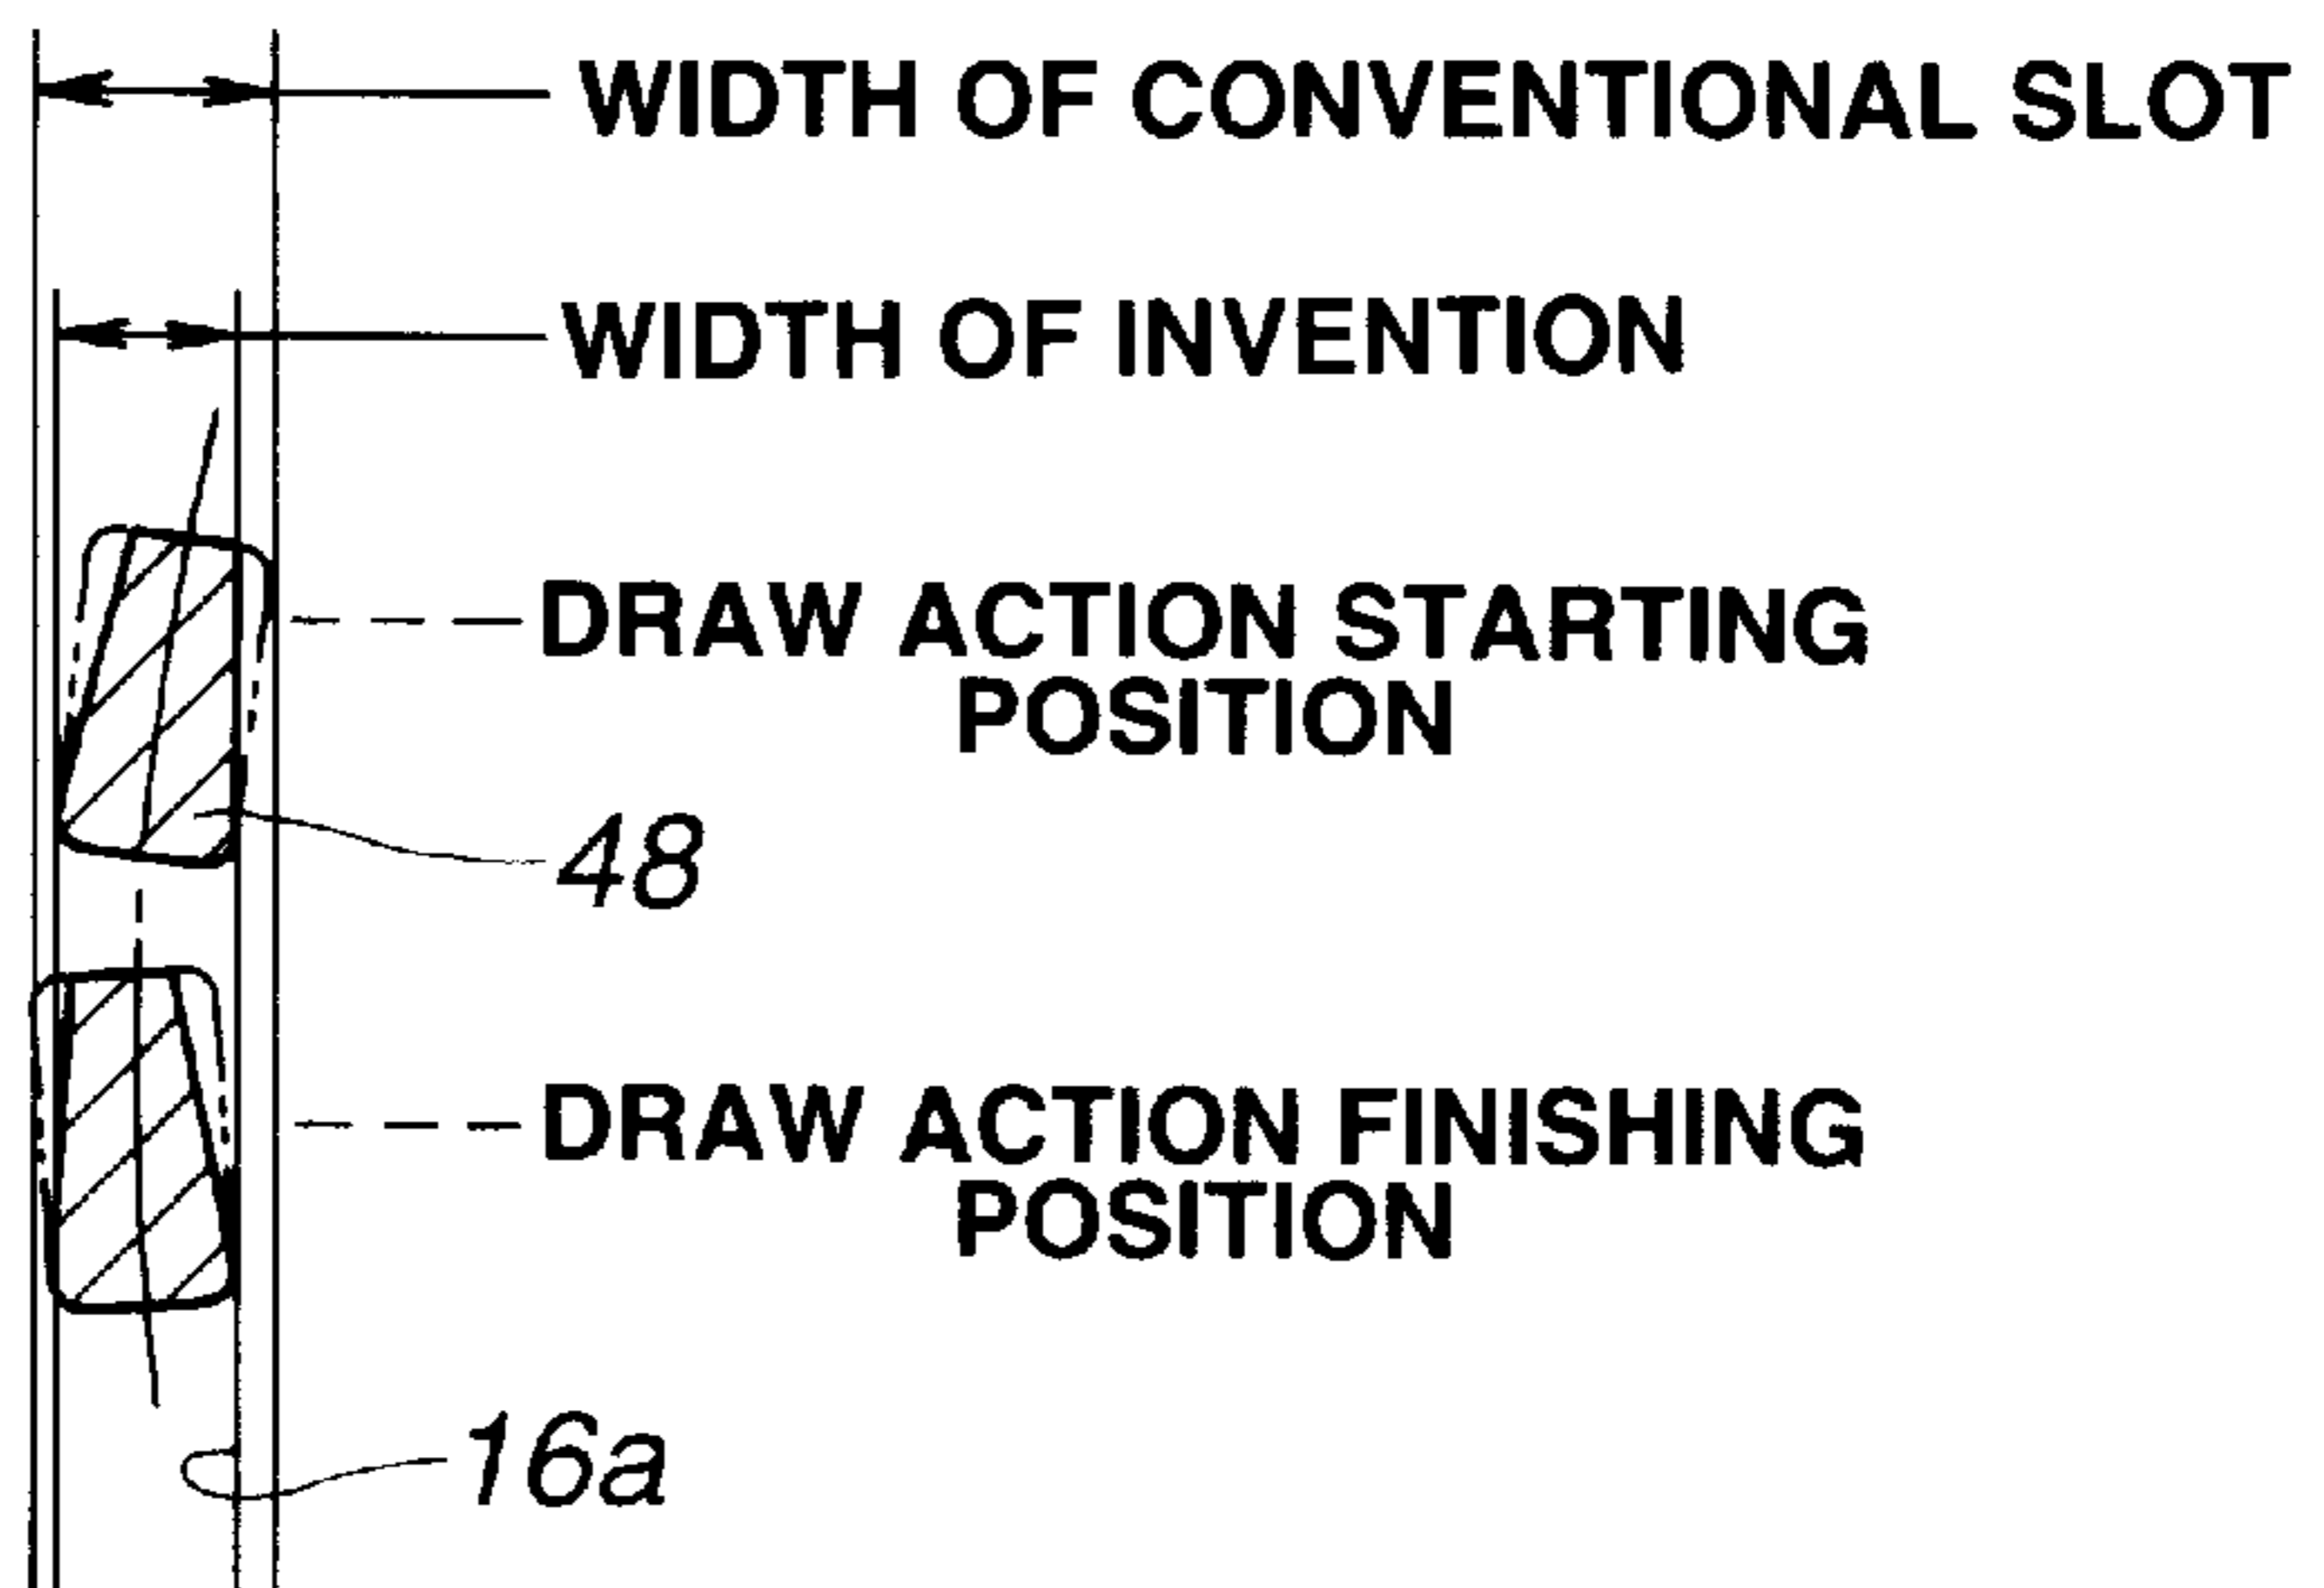 WIDTH OF CONVENTIONAL SLOT
WIDTH OF INVENTION
DRAW ACTION STARTING
POSITION
48
DRAW ACTION FINISHING
POSITION
16a